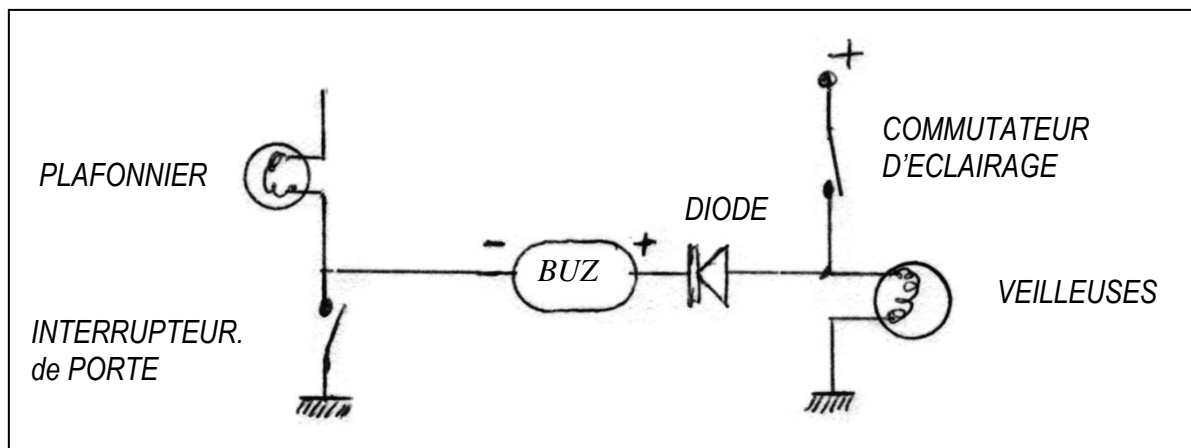 +
PLAFONNIER
COMMUTATEUR
D'ECLAIRAGE
DIODE
- BUZ +
VEILLEUSES
INTERRUPTEUR.
de PORTE